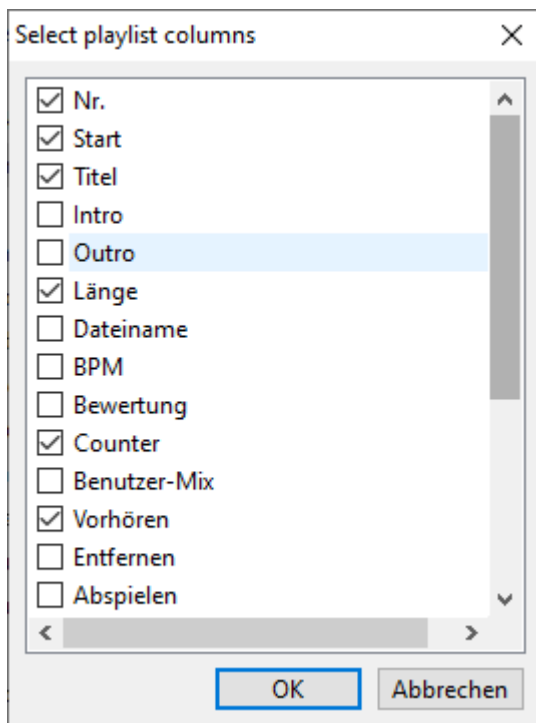 Select playlist columns
Nr.
Start
Titel
Intro
Outro
Länge
Dateiname
BPM
Bewertung
Counter
Benutzer-Mix
Vorhören
Entfernen
Abspielen
OK
Abbrechen